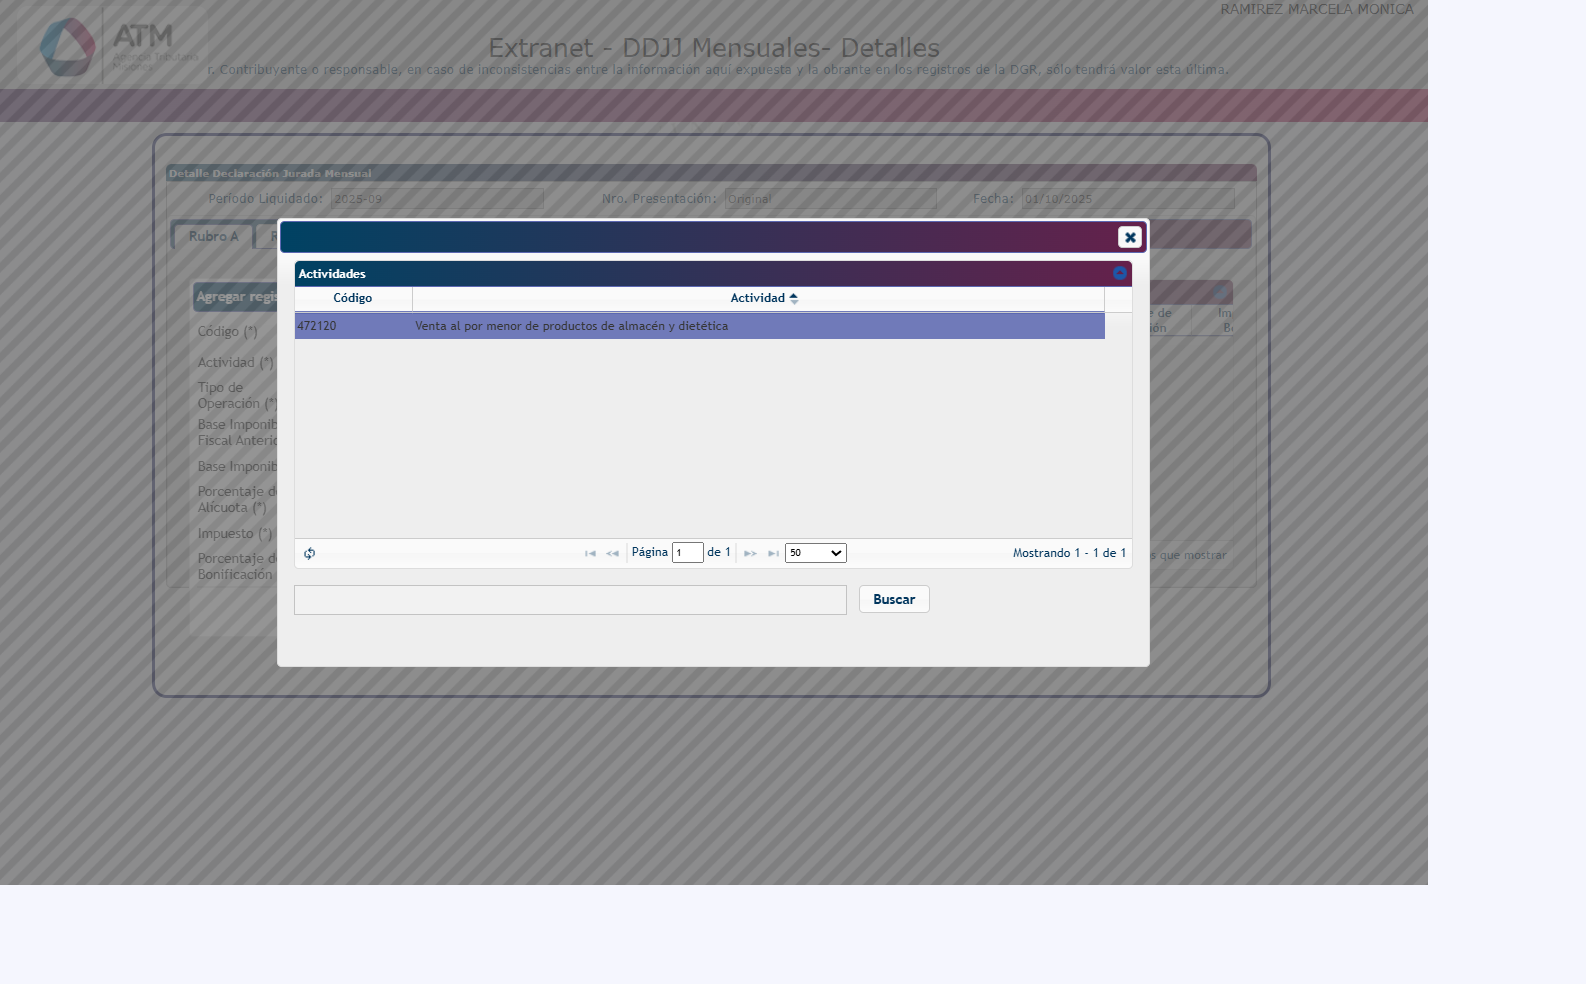 RAMIREZ MARCELA MONICA
ATM
Agencia Tributaria
Misiones
Extranet - DDJJ Mensuales- Detalles
r. Contribuyente o responsable, en caso de inconsistencias entre la información aquí expuesta y la obrante en los registros de la DGR, sólo tendrá valor esta última.
Detalle Declaración Jurada Mensual
Período Liquidado: 2025-09 Nro. Presentación: Original Fecha: 01/10/2025
Rubro A R
Agregar regis
Código (*)
Actividad (*)
Tipo de
Operación (*)
Base Imponib
Fiscal Anterio
Base Imponib
Porcentaje de
Alícuota (*)
Impuesto (*)
Porcentaje de
Bonificación
Actividades
Código Actividad
472120 Venta al por menor de productos de almacén y dietética
Página 1 de 1 50 Mostrando 1 - 1 de 1
Buscar
e de
ión
Im
B
s que mostrar